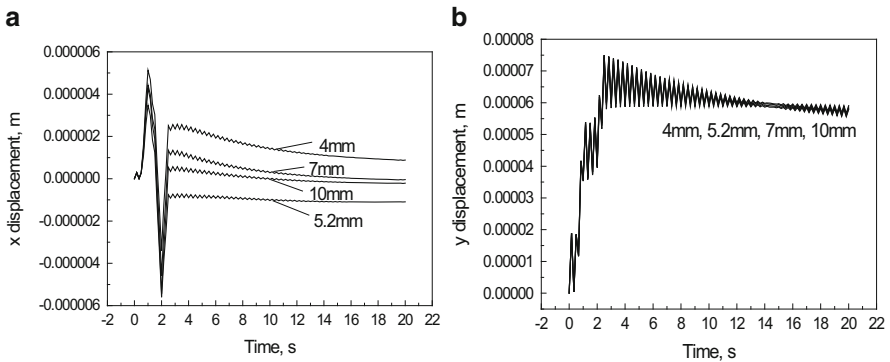 a
x displacement, m
0.000006
0.000004
0.000002
0.000000
-0.000002
-0.000004
-0.000006
4mm
7mm
10mm
5.2mm
-2 0 2 4 6 8 10 12 14 16 18 20 22
Time, s
b
y displacement, m
0.00008
0.00007
0.00006
0.00005
0.00004
0.00003
0.00002
0.00001
0.00000
4mm, 5.2mm, 7mm, 10mm
-2 0 2 4 6 8 10 12 14 16 18 20 22
Time, s